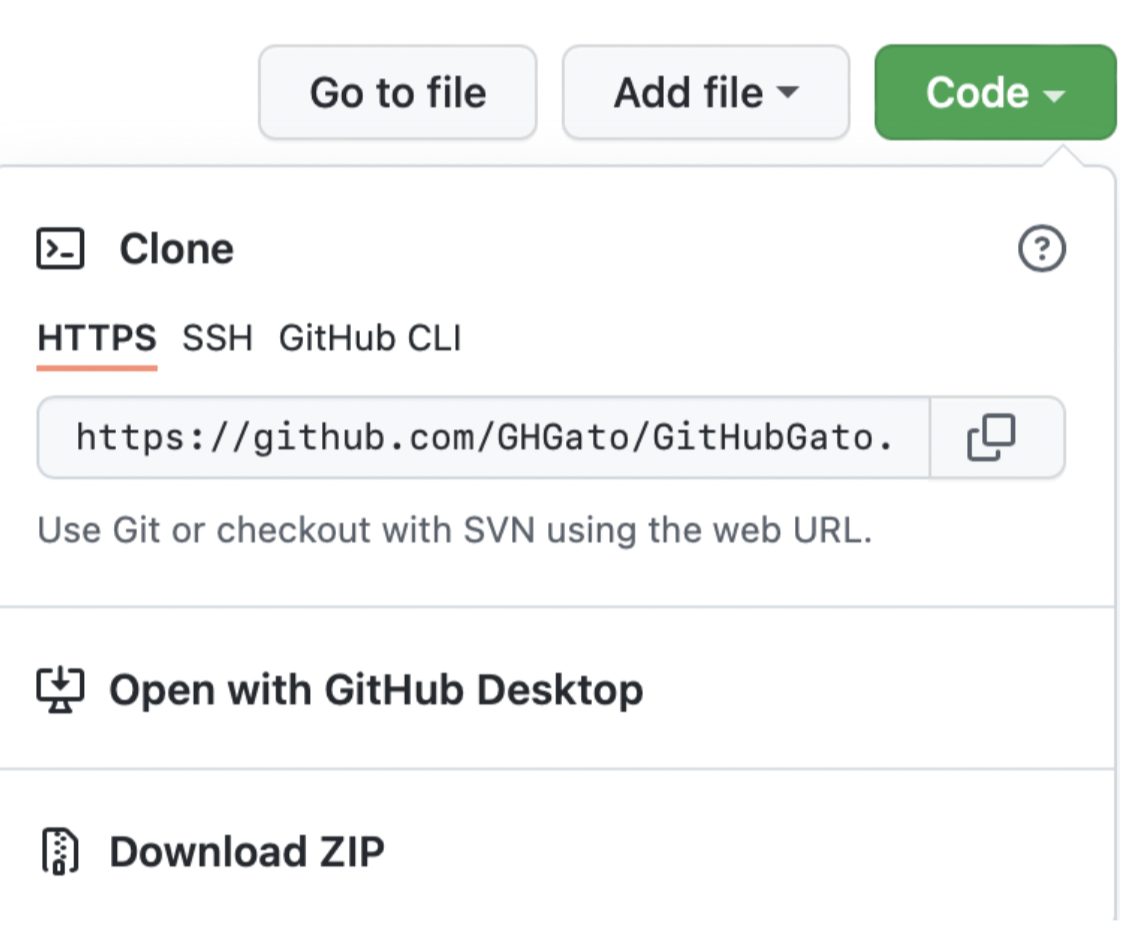 Go to file Add file Code
Clone
HTTPS SSH GitHub CLI
https://github.com/GHGato/GitHubGato.
Use Git or checkout with SVN using the web URL.
Open with GitHub Desktop
Download ZIP